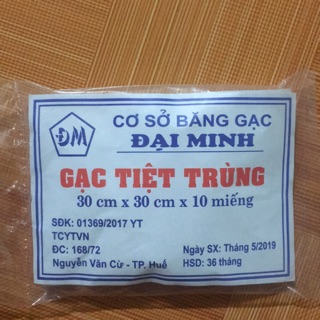 ĐM
CƠ SỞ BĂNG GẠC
ĐẠI MINH
GẠC TIỆT TRÙNG
30 cm x 30 cm x 10 miếng
SĐK: 01369/2017 YT
TCYTVN
ĐC: 168/72
Ngày SX: Tháng 5/2019
Nguyễn Văn Cừ - TP. Huế
HSD: 36 tháng